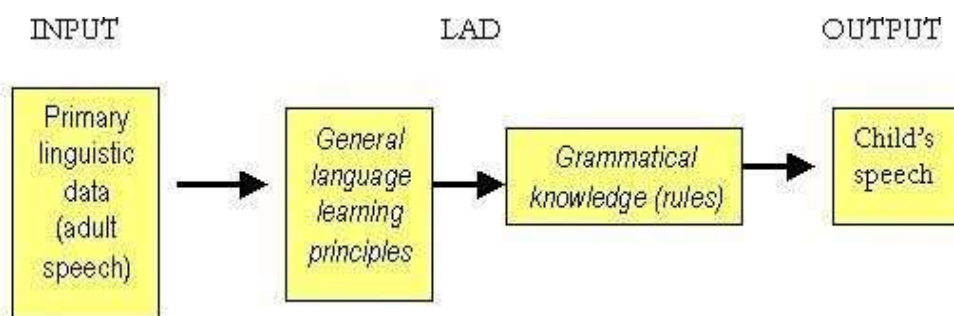 INPUT
LAD
OUTPUT
Primary
linguistic
data
(adult
speech)
General
language
learning
principles
Grammatical
knowledge (rules)
Child's
speech